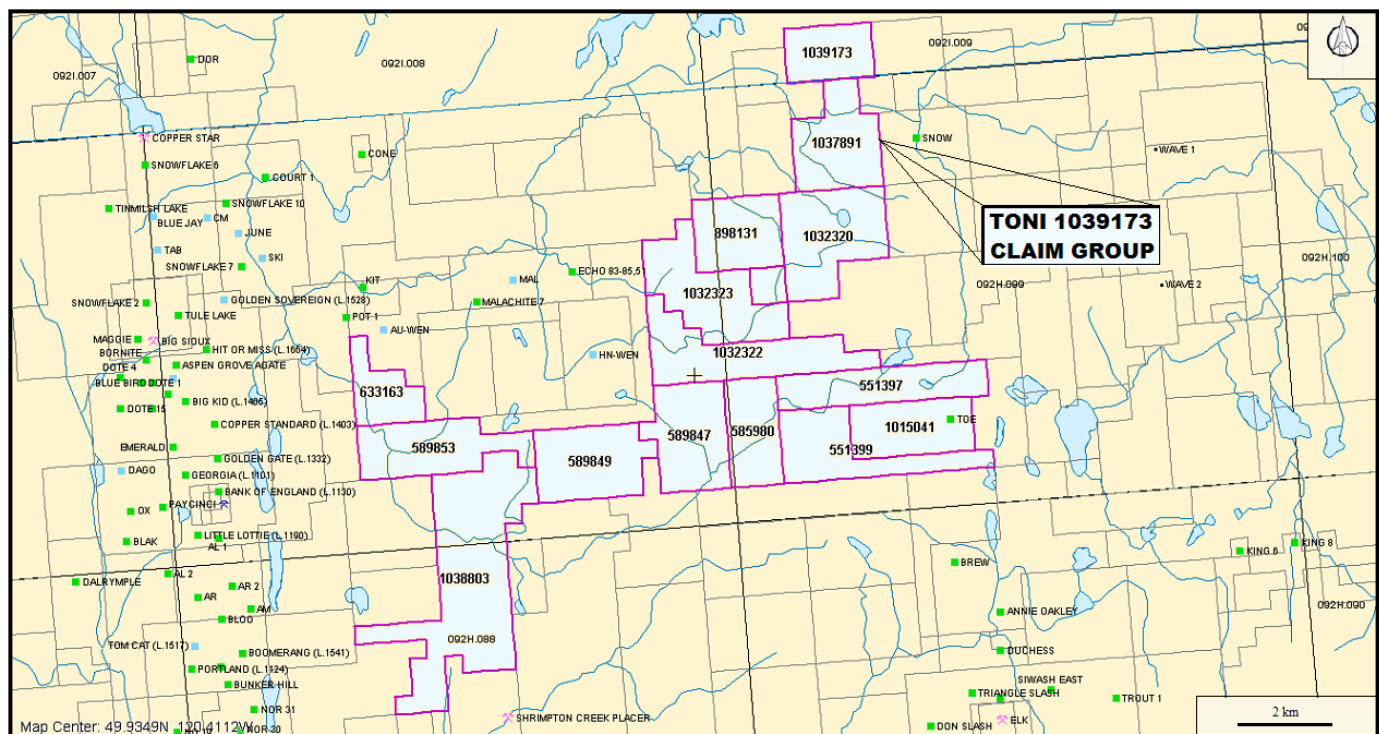 1039173
092I.009
DOR
092I.007
092I.008
COPPER STAR
SNOW
1037891
WAVE 1
CONE
SNOWFLAKE 6
COURT 1
SNOWFLAKE 10
TINMILSH LAKE
BLUE JAY
CM
TONI 1039173
CLAIM GROUP
JUNE
898131
1032320
TAB
SKI
092H.100
SNOWFLAKE 7
ECHO 83-85,5
KIT
MAL
092H.099
WAVE 2
1032323
SNOWFLAKE 2
GOLDEN SOVEREIGN (L.1528)
MALACHITE 7
TULE LAKE
POT 1
AU-WEN
MAGGIE
BIG SIOUX
BORNITE
HIT OR MISS (L.1664)
HN-WEN
1032322
DOTE 4
ASPEN GROVE AGATE
BLUE BIRD
DOTE 1
551397
633163
DOTE 15
BIG KID (L.1465)
TOE
COPPER STANDARD (L.1403)
1015041
589847
585980
EMERALD
589853
551399
GOLDEN GATE (L.1332)
589849
DAGO
GEORGIA (L.1101)
BANK OF ENGLAND (L.1130)
OX
PAYCINCI
LITTLE LOTTIE (L.1190)
BLAK
AL 1
KING 8
KING 6
BREW
AL 2
DALRYMPLE
1038803
AR 2
AR
AM
092H.090
ANNIE OAKLEY
BLOO
092H.088
TOM CAT (L.1517)
BOOMERANG (L.1541)
DUCHESS
PORTLAND (L.1124)
BUNKER HILL
SIWASH EAST
TRIANGLE SLASH
TROUT 1
NOR 31
SHRIMPTON CREEK PLACER
ELK
2 km
DON SLASH
Map Center: 49.9349N 120.4112W
NOR 30